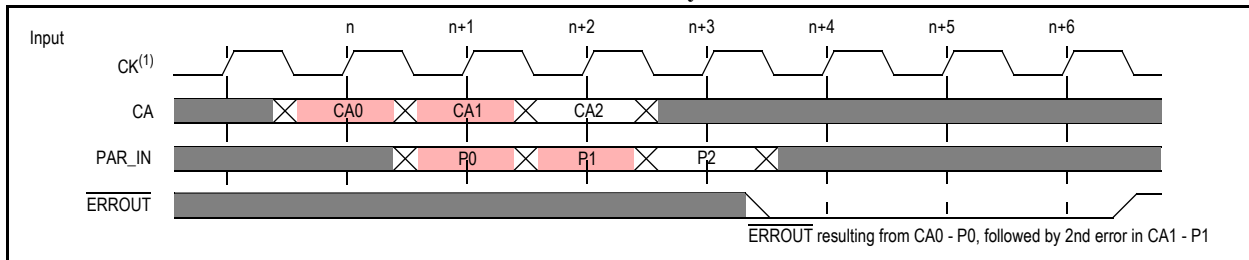 Input
n n+1 n+2 n+3 n+4 n+5 n+6
CK(1)
CA CA0 CA1 CA2
PAR_IN P0 P1 P2
ERROUT
ERROUT resulting from CA0 - P0, followed by 2nd error in CA1 - P1